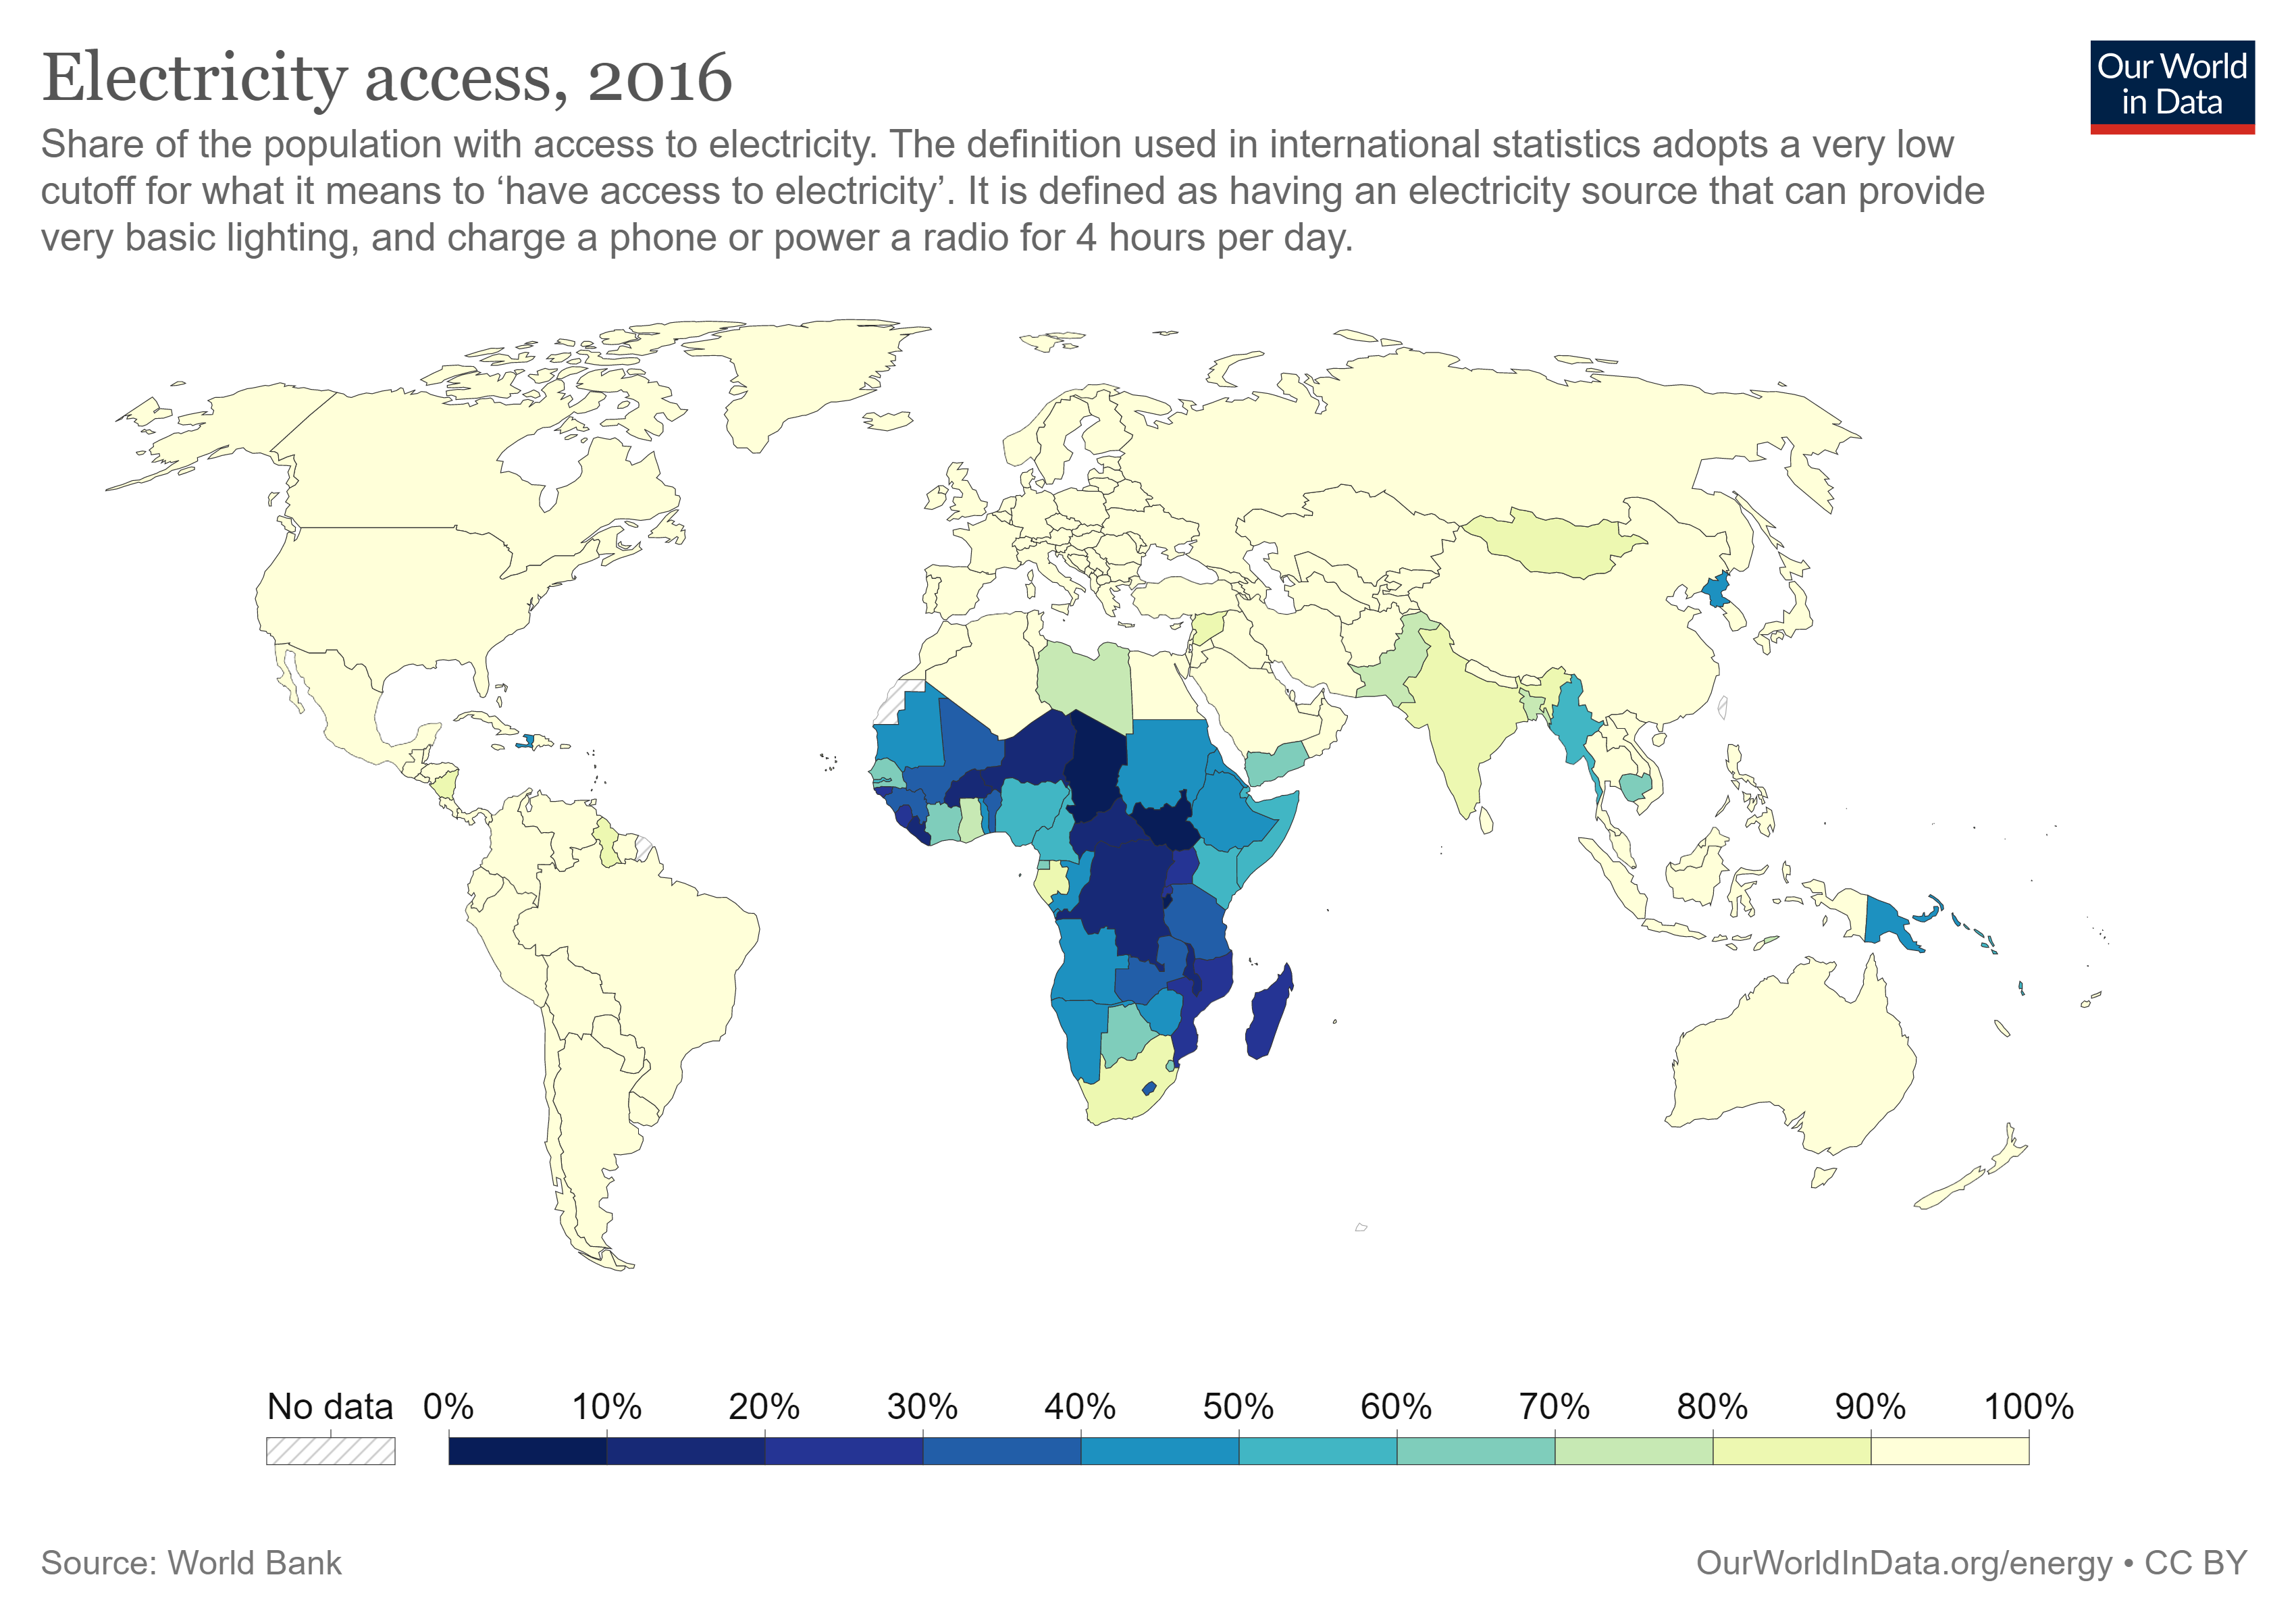 Electricity access, 2016
Our World
in Data
Share of the population with access to electricity. The definition used in international statistics adopts a very low
cutoff for what it means to ‘have access to electricity’. It is defined as having an electricity source that can provide
very basic lighting, and charge a phone or power a radio for 4 hours per day.
No data 0% 10% 20% 30% 40% 50% 60% 70% 80% 90% 100%
Source: World Bank
OurWorldInData.org/energy • CC BY